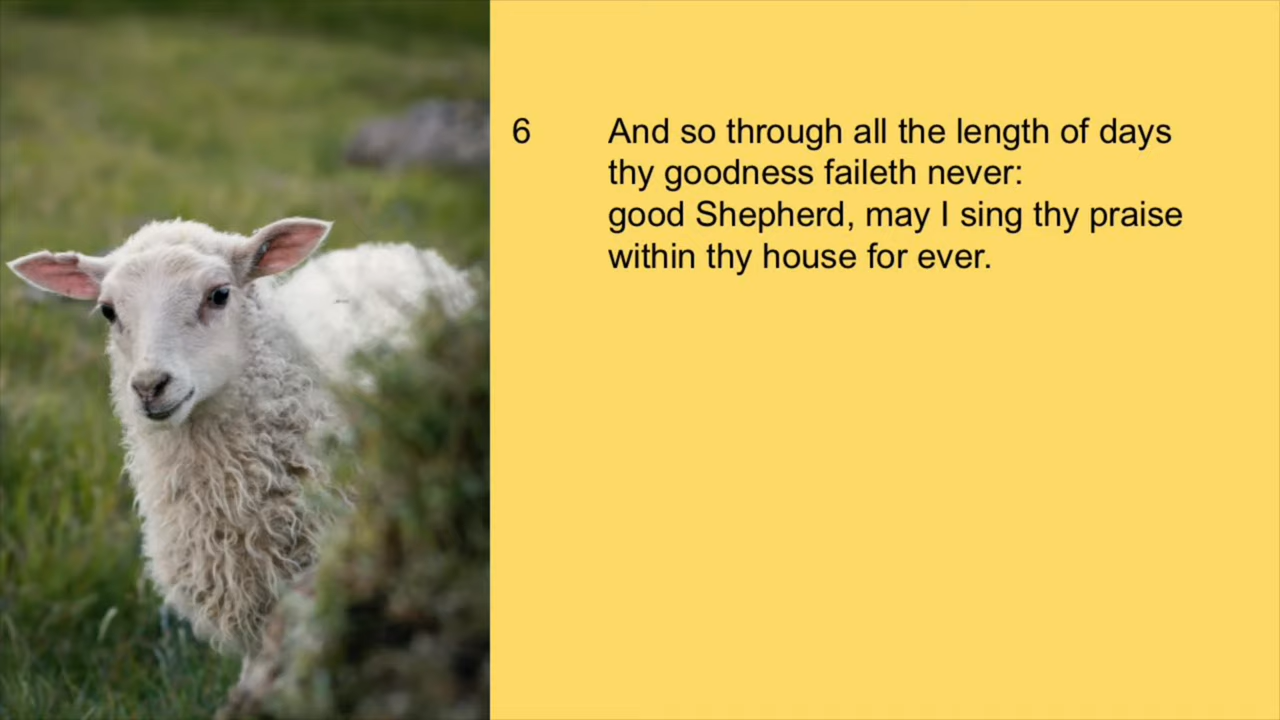 6 And so through all the length of days
thy goodness faileth never:
good Shepherd, may I sing thy praise
within thy house for ever.